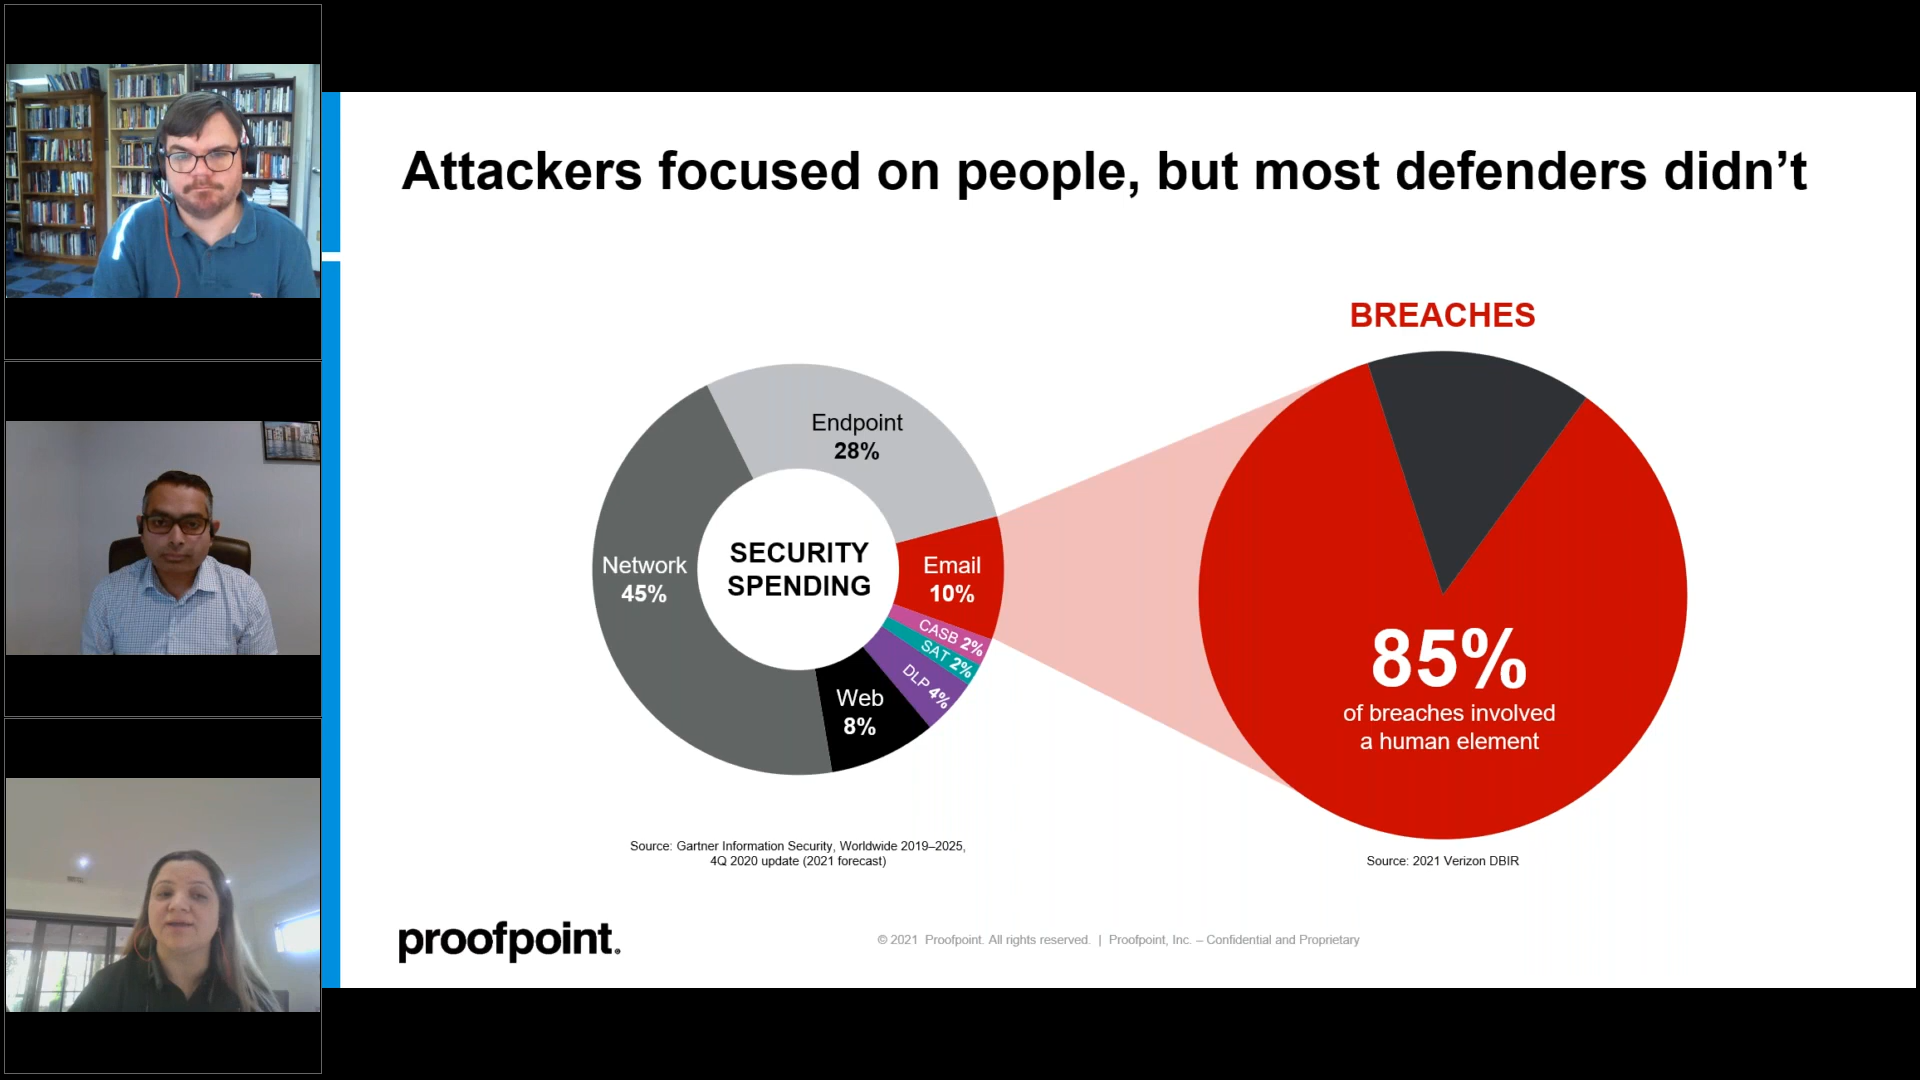 Attackers focused on people, but most defenders didn’t
BREACHES
Endpoint
28%
Network
45%
SECURITY
SPENDING
Email
10%
CASB 2%
SAT 2%
DLP 4%
Web
8%
85%
of breaches involved
a human element
Source: Gartner Information Security, Worldwide 2019–2025,
4Q 2020 update (2021 forecast)
Source: 2021 Verizon DBIR
proofpoint.
© 2021 Proofpoint. All rights reserved. | Proofpoint, Inc. – Confidential and Proprietary